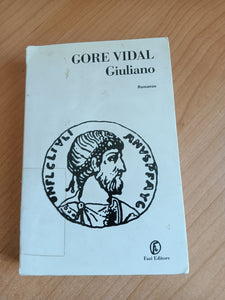 GORE VIDAL
Giuliano
Romanzo
Fazi Editore